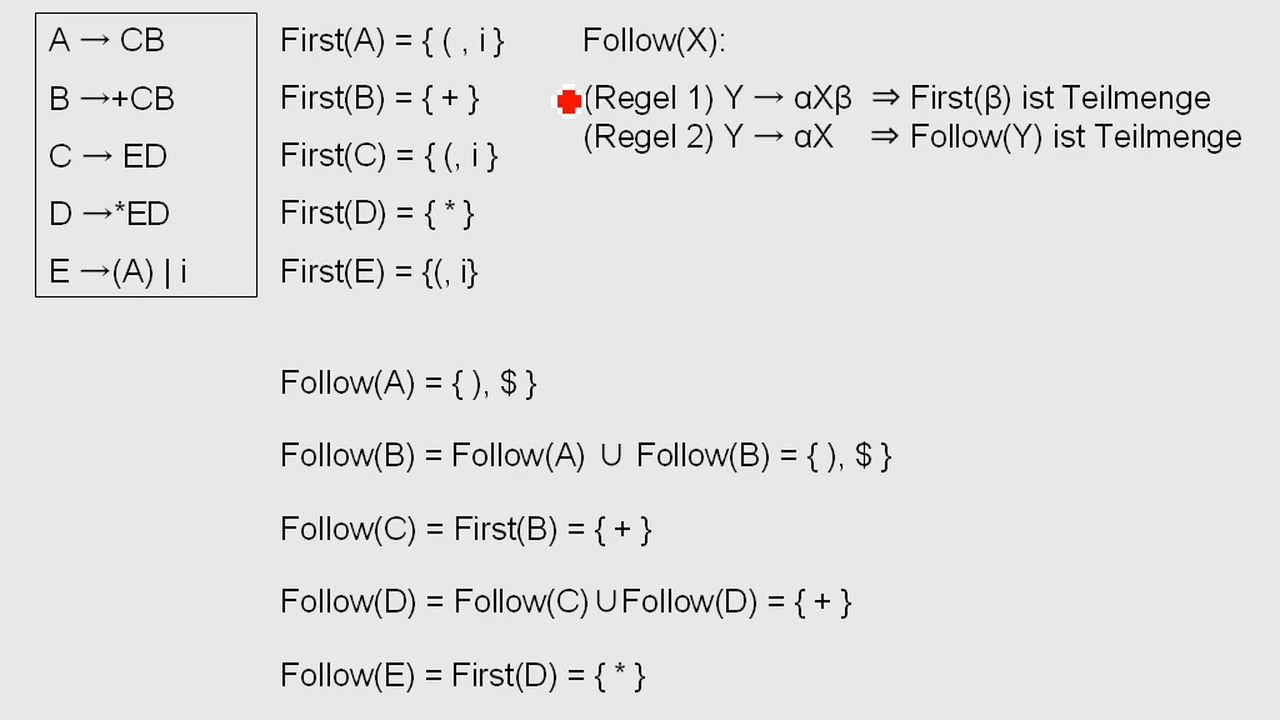 A → CB
B →+CB
C → ED
D →*ED
E →(A) | i
First(A) = { ( , i }
First(B) = { + }
First(C) = { (, i }
First(D) = { * }
First(E) = {(, i}
Follow(X):
(Regel 1) Y → αXβ ⇒ First(β) ist Teilmenge
(Regel 2) Y → αX ⇒ Follow(Y) ist Teilmenge
Follow(A) = { ), $ }
Follow(B) = Follow(A) ∪ Follow(B) = { ), $ }
Follow(C) = First(B) = { + }
Follow(D) = Follow(C) ∪ Follow(D) = { + }
Follow(E) = First(D) = { * }